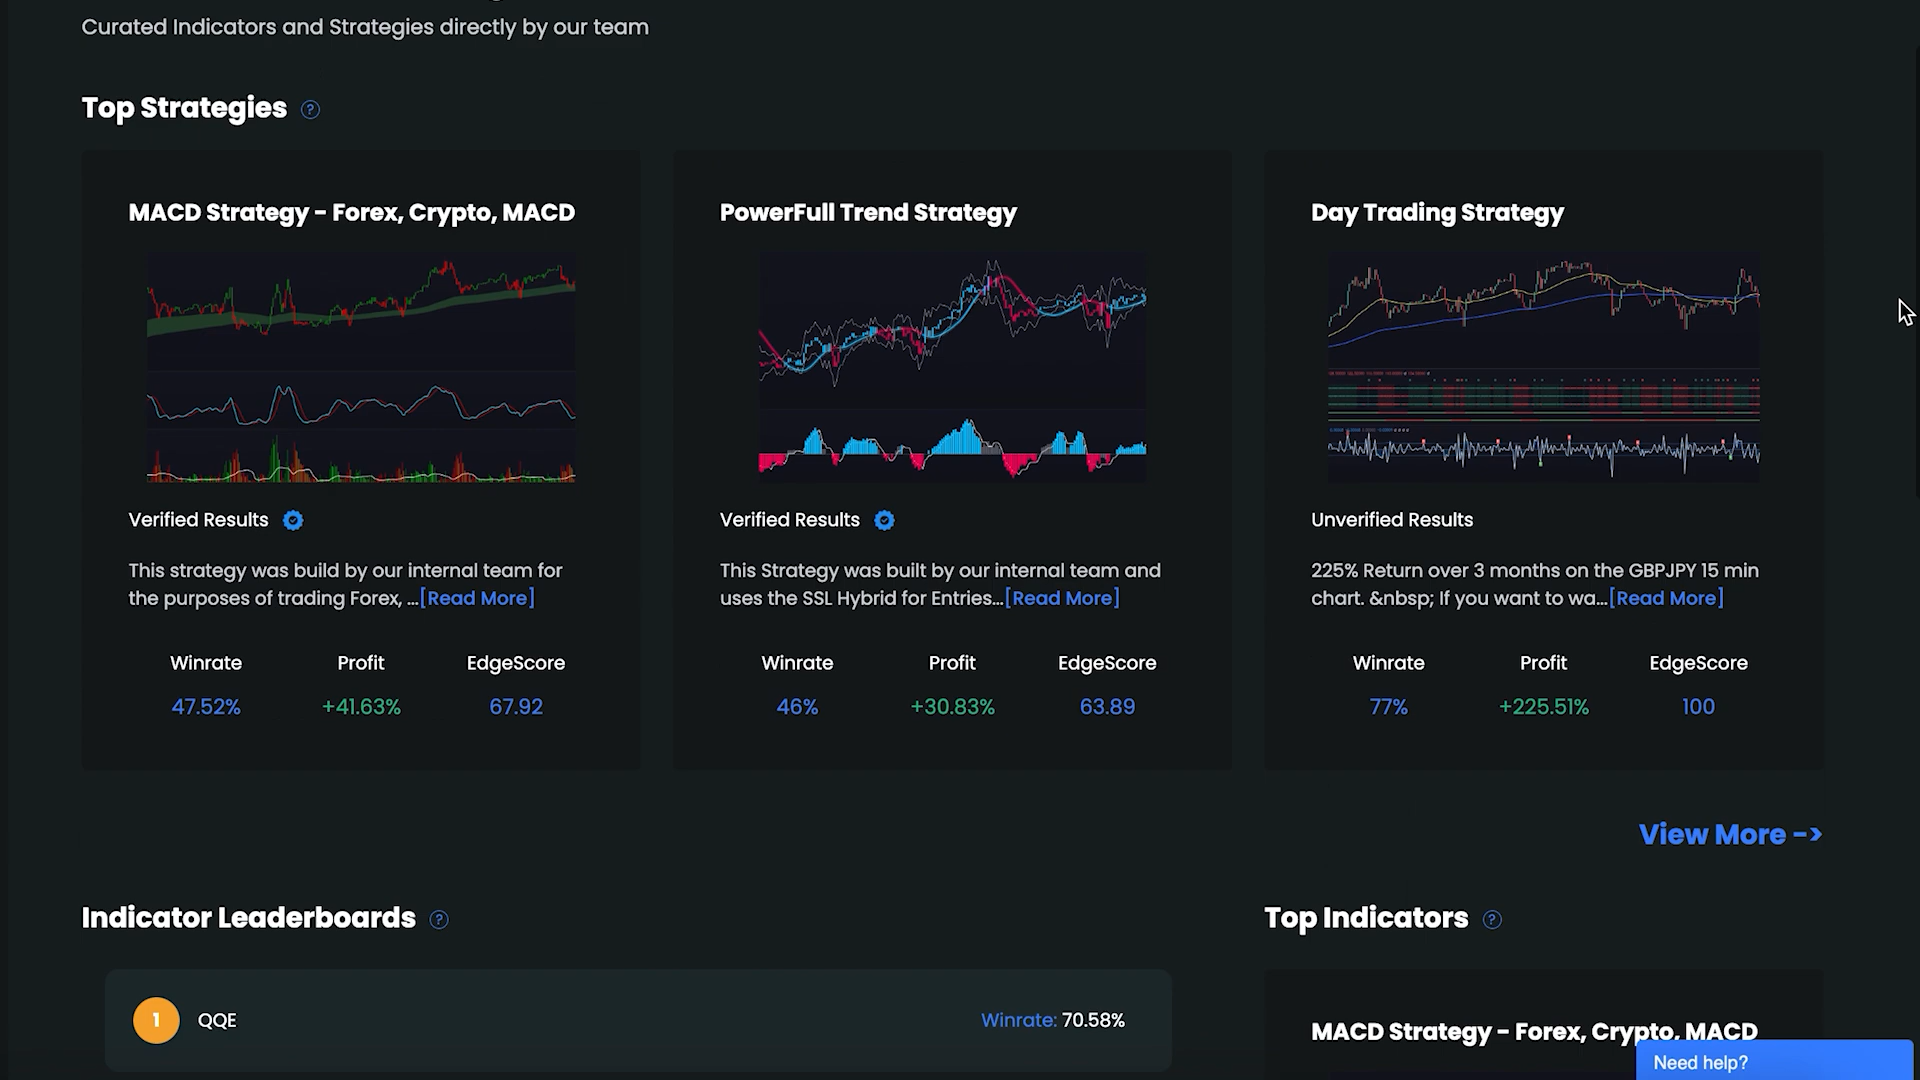 Curated Indicators and Strategies directly by our team
Top Strategies ?
MACD Strategy - Forex, Crypto, MACD
Verified Results
This strategy was build by our internal team for
the purposes of trading Forex, ...[Read More]
Winrate Profit EdgeScore
47.52% +41.63% 67.92
PowerFull Trend Strategy
Verified Results
This Strategy was built by our internal team and
uses the SSL Hybrid for Entries...[Read More]
Winrate Profit EdgeScore
46% +30.83% 63.89
Day Trading Strategy
Unverified Results
225% Return over 3 months on the GBPJPY 15 min
chart. &nbsp; If you want to wa...[Read More]
Winrate Profit EdgeScore
77% +225.51% 100
View More ->
Indicator Leaderboards ?
1 QQE Winrate: 70.58%
Top Indicators ?
MACD Strategy - Forex, Crypto, MACD
Need help?